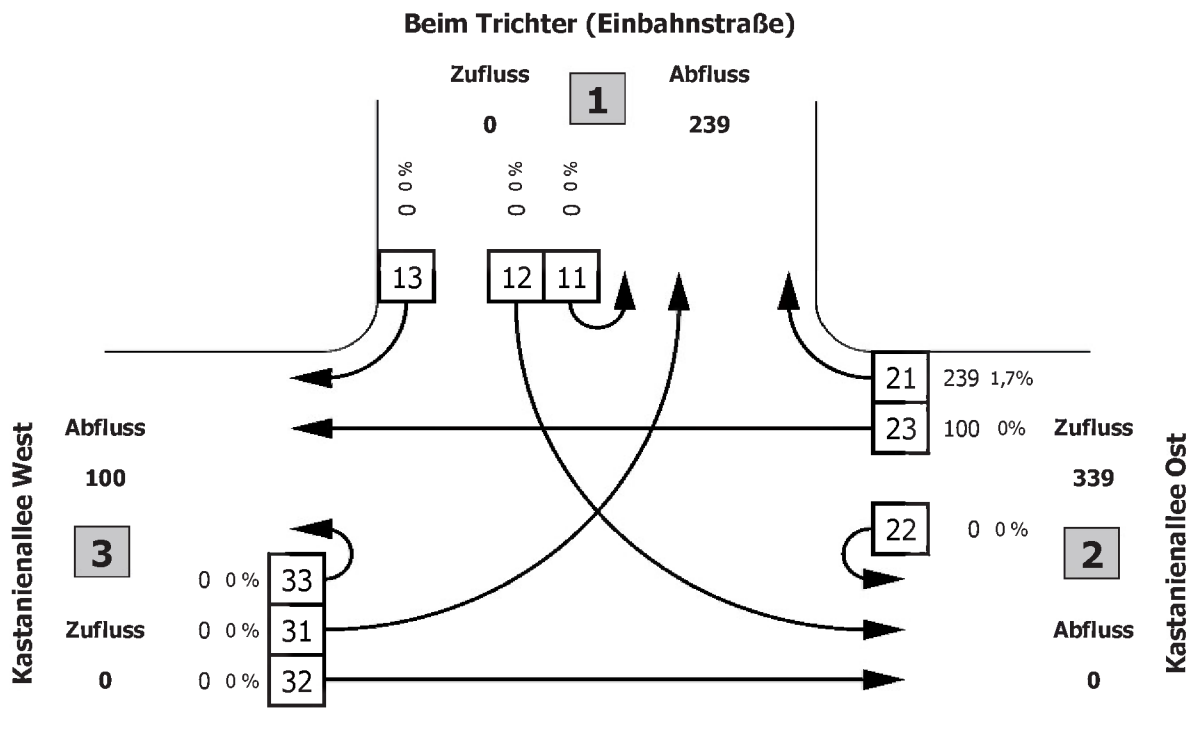 Beim Trichter (Einbahnstraße)
Zufluss 1 Abfluss
0 239
0 0% 0 0% 0 0%
13 12 11
21 239 1,7%
23 100 0%
Abfluss
100
3
Zufluss
339
22 0 0%
2
33 0 0%
31 0 0%
32 0 0%
Zufluss
0
Abfluss
0
Kastanienallee West
Kastanienallee Ost